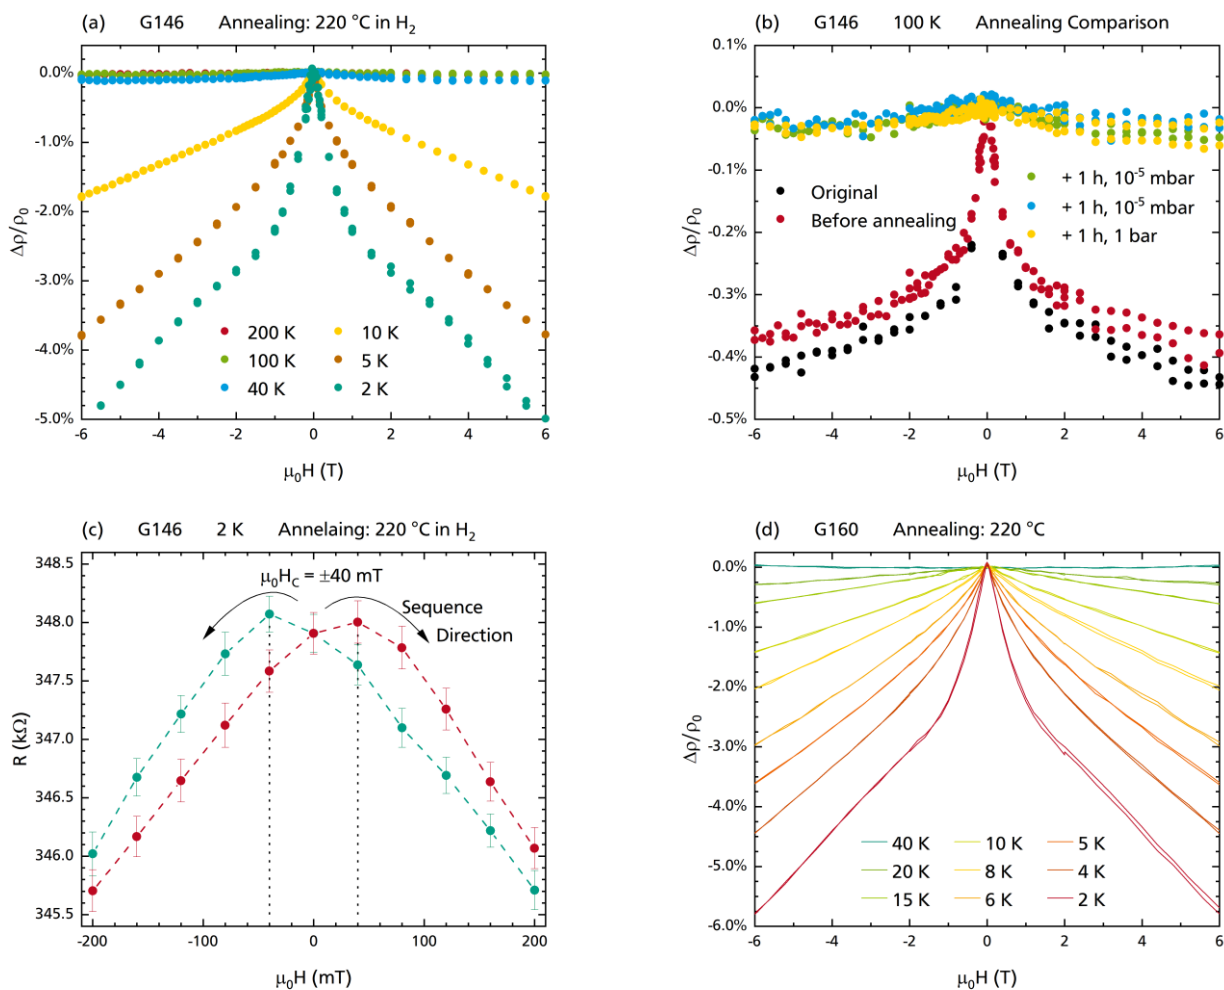 (a) G146 Annealing: 220 °C in H₂
0.0%
-1.0%
-2.0%
-3.0%
-4.0%
-5.0%
Δρ/ρ₀
200 K 10 K
100 K 5 K
40 K 2 K
-6 -4 -2 0 2 4 6
μ₀H (T)
(b) G146 100 K Annealing Comparison
0.1%
0.0%
-0.1%
-0.2%
-0.3%
-0.4%
-0.5%
Δρ/ρ₀
Original
Before annealing
+ 1 h, 10⁻⁵ mbar
+ 1 h, 10⁻⁵ mbar
+ 1 h, 1 bar
-6 -4 -2 0 2 4 6
μ₀H (T)
(c) G146 2 K Annelaing: 220 °C in H₂
348.5
348.0
347.5
347.0
346.5
346.0
345.5
R (kΩ)
μ₀H_C = ±40 mT
Sequence
Direction
-200 -100 0 100 200
μ₀H (mT)
(d) G160 Annealing: 220 °C
0.0%
-1.0%
-2.0%
-3.0%
-4.0%
-5.0%
-6.0%
Δρ/ρ₀
40 K 10 K 5 K
20 K 8 K 4 K
15 K 6 K 2 K
-6 -4 -2 0 2 4 6
μ₀H (T)